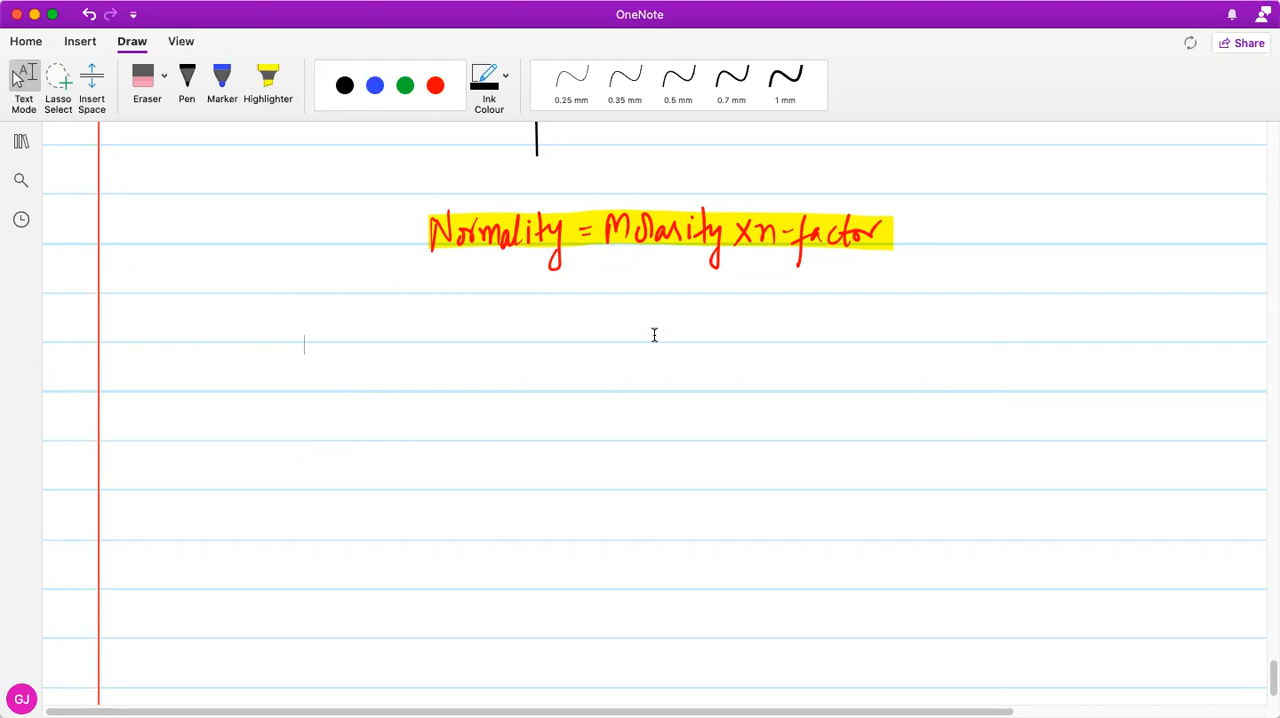 OneNote
Home Insert Draw View
Share
Text Mode
Lasso Select
Insert Space
Eraser
Pen
Marker
Highlighter
Ink Colour
0.25 mm
0.35 mm
0.5 mm
0.7 mm
1 mm
Normality = Molarity x n-factor
GJ